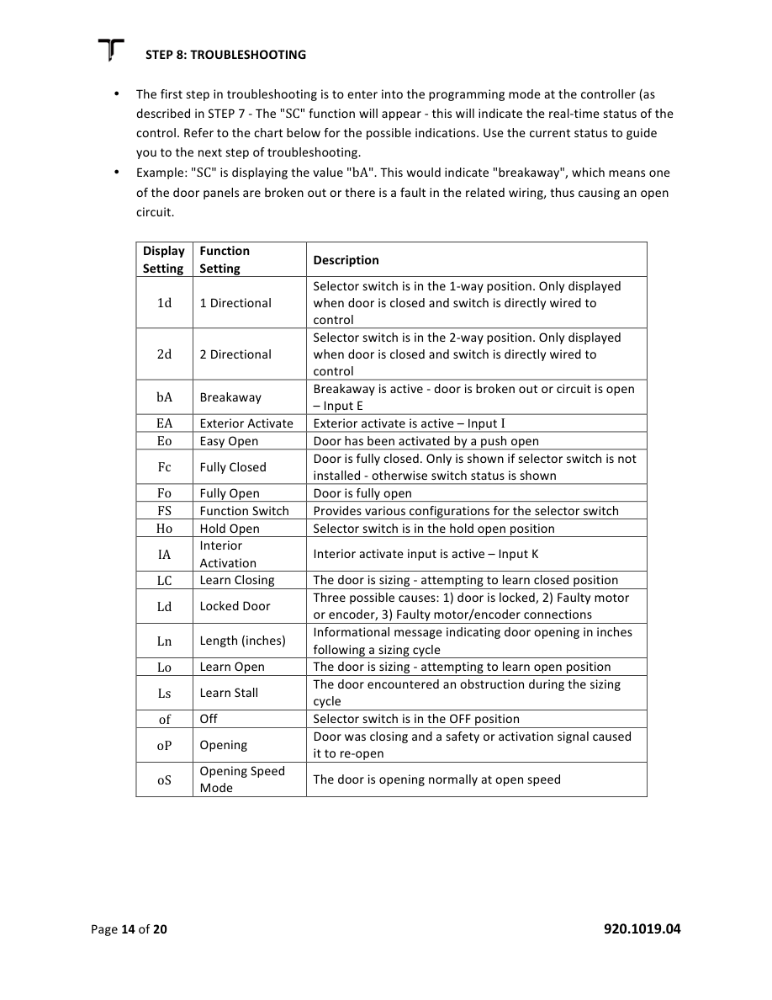 STEP 8: TROUBLESHOOTING
• The first step in troubleshooting is to enter into the programming mode at the controller (as
described in STEP 7 - The "SC" function will appear - this will indicate the real-time status of the
control. Refer to the chart below for the possible indications. Use the current status to guide
you to the next step of troubleshooting.
• Example: "SC" is displaying the value "bA". This would indicate "breakaway", which means one
of the door panels are broken out or there is a fault in the related wiring, thus causing an open
circuit.
Display Setting Function Setting Description
1d 1 Directional Selector switch is in the 1-way position. Only displayed
when door is closed and switch is directly wired to
control
2d 2 Directional Selector switch is in the 2-way position. Only displayed
when door is closed and switch is directly wired to
control
bA Breakaway Breakaway is active - door is broken out or circuit is open
– Input E
EA Exterior Activate Exterior activate is active – Input I
Eo Easy Open Door has been activated by a push open
Fc Fully Closed Door is fully closed. Only is shown if selector switch is not
installed - otherwise switch status is shown
Fo Fully Open Door is fully open
FS Function Switch Provides various configurations for the selector switch
Ho Hold Open Selector switch is in the hold open position
IA Interior Activation Interior activate input is active – Input K
LC Learn Closing The door is sizing - attempting to learn closed position
Ld Locked Door Three possible causes: 1) door is locked, 2) Faulty motor
or encoder, 3) Faulty motor/encoder connections
Ln Length (inches) Informational message indicating door opening in inches
following a sizing cycle
Lo Learn Open The door is sizing - attempting to learn open position
Ls Learn Stall The door encountered an obstruction during the sizing
cycle
of Off Selector switch is in the OFF position
oP Opening Door was closing and a safety or activation signal caused
it to re-open
oS Opening Speed Mode The door is opening normally at open speed
Page 14 of 20 920.1019.04